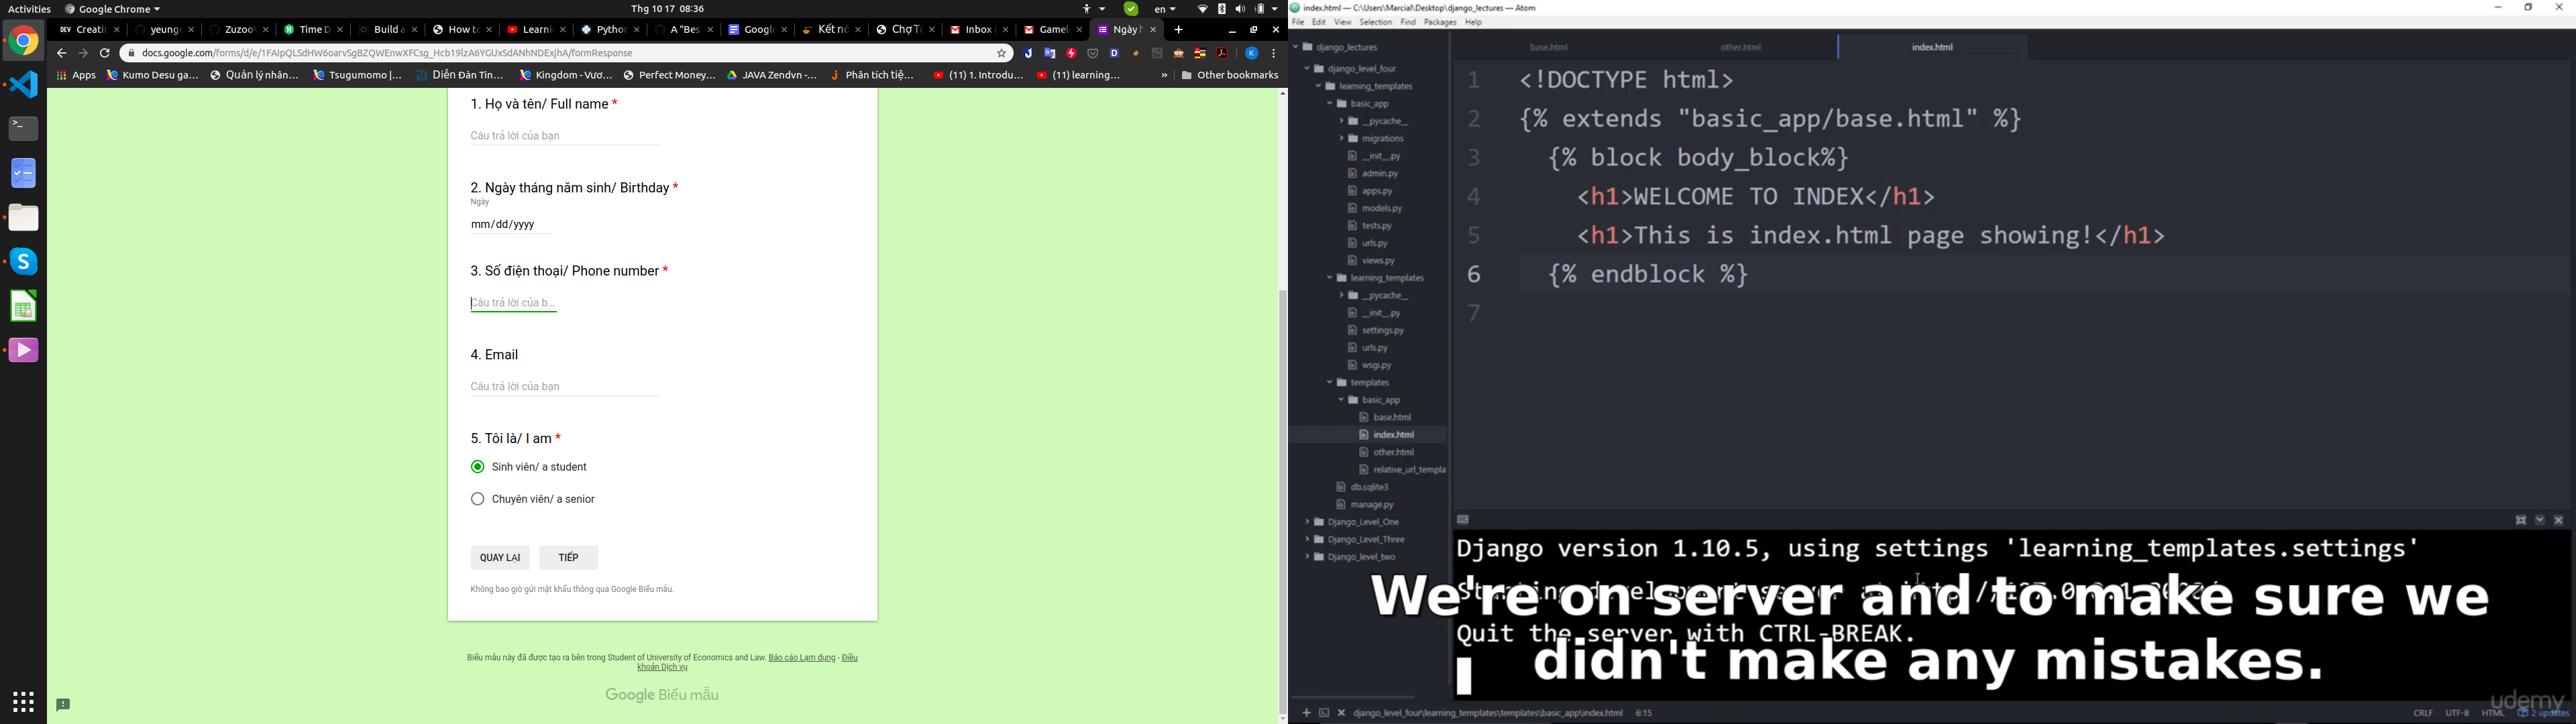 Activities
Google Chrome
Thg 10 17 08:36
en
Creatin
yeung
Zuzoo
Time D
Build a
How to
Learni
Python
A "Bes
Google
Kết nố
Chợ Tố
Inbox
Gamel
Ngày h
docs.google.com/forms/d/e/1FAIpQLSdHW6oarvSgBZQWEnwXFCsg_Hcb19lzA6YGUxSdANhNDExjhA/formResponse
Apps
Kumo Desu ga...
Quản lý nhân...
Tsugumomo |...
Diễn Đàn Tin...
Kingdom - Vươ...
Perfect Money...
JAVA Zendvn -...
Phân tích tiệ...
(11) 1. Introdu...
(11) learning...
»
Other bookmarks
1. Họ và tên/ Full name *
Câu trả lời của bạn
2. Ngày tháng năm sinh/ Birthday *
Ngày
mm/dd/yyyy
3. Số điện thoại/ Phone number *
Câu trả lời của b...
4. Email
Câu trả lời của bạn
5. Tôi là/ I am *
Sinh viên/ a student
Chuyên viên/ a senior
QUAY LẠI
TIẾP
Không bao giờ gửi mật khẩu thông qua Google Biểu mẫu.
Biểu mẫu này đã được tạo ra bên trong Student of University of Economics and Law. Báo cáo Lạm dụng - Điều
khoản Dịch vụ
Google Biểu mẫu
index.html — C:\Users\Marcial\Desktop\django_lectures — Atom
File Edit View Selection Find Packages Help
django_lectures
django_level_four
learning_templates
basic_app
__pycache__
migrations
__init__.py
admin.py
apps.py
models.py
tests.py
urls.py
views.py
learning_templates
__pycache__
__init__.py
settings.py
urls.py
wsgi.py
templates
basic_app
base.html
index.html
other.html
relative_url_templa
db.sqlite3
manage.py
Django_Level_One
Django_Level_Three
Django_level_two
base.html
other.html
index.html
1 <!DOCTYPE html>
2 {% extends "basic_app/base.html" %}
3 {% block body_block%}
4 <h1>WELCOME TO INDEX</h1>
5 <h1>This is index.html page showing!</h1>
6 {% endblock %}
7
Django version 1.10.5, using settings 'learning_templates.settings'
Quit the server with CTRL-BREAK.
We're on server and to make sure we
didn't make any mistakes.
udemy
django_level_four\learning_templates\templates\basic_app\index.html 6:15
CRLF UTF-8 HTML 2 updates